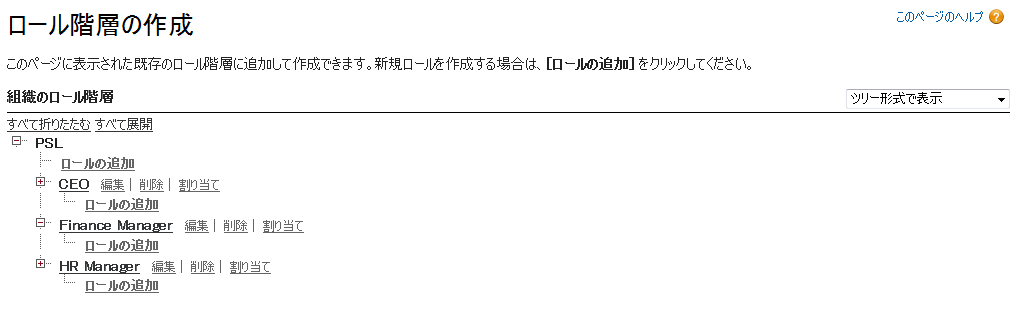 ロール階層の作成
このページのヘルプ
このページに表示された既存のロール階層に追加して作成できます。新規ロールを作成する場合は、[ロールの追加] をクリックしてください。
組織のロール階層
ツリー形式で表示
すべて折りたたむ すべて展開
PSL
ロールの追加
CEO 編集 | 削除 | 割り当て
ロールの追加
Finance Manager 編集 | 削除 | 割り当て
ロールの追加
HR Manager 編集 | 削除 | 割り当て
ロールの追加